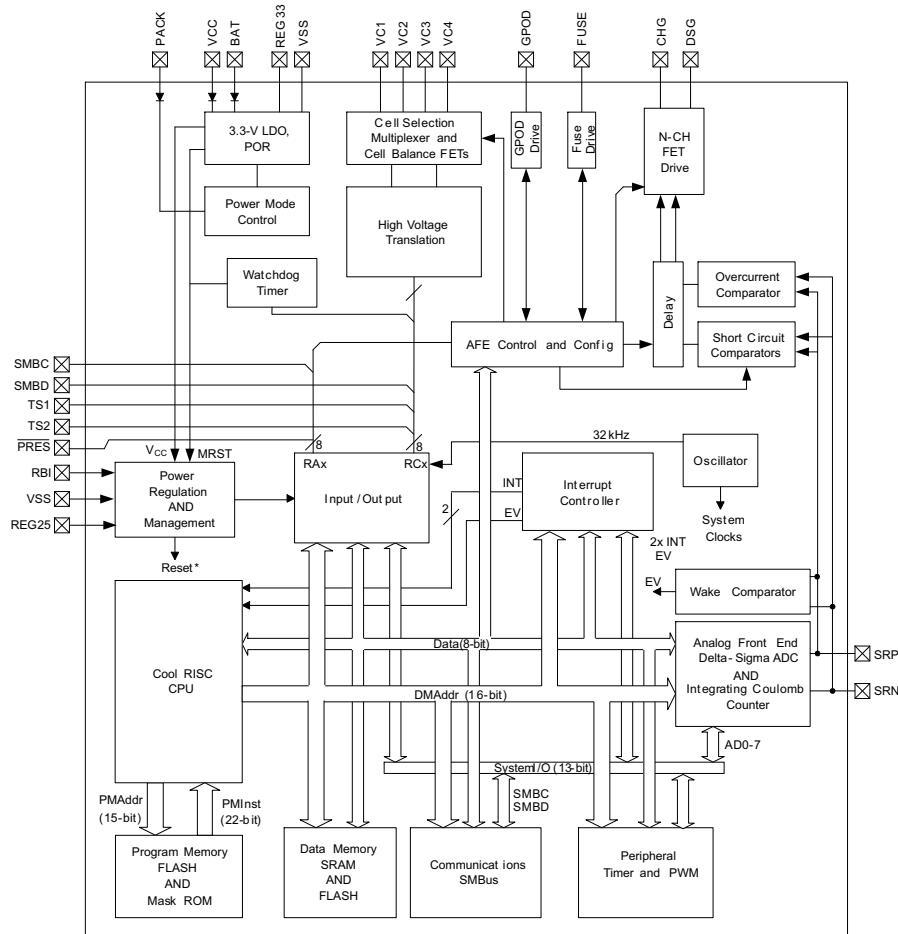 PACK
VCC
BAT
REG33
VSS
VC1
VC2
VC3
VC4
GPOD
FUSE
CHG
DSG
3.3-V LDO,
POR
Cell Selection
Multiplexer and
Cell Balance FETs
GPOD
Drive
Fuse
Drive
N-CH
FET
Drive
Power Mode
Control
High Voltage
Translation
Watchdog
Timer
Delay
Overcurrent
Comparator
AFE Control and Config
Short Circuit
Comparators
SMBC
SMBD
TS1
TS2
PRES
RBI
VSS
REG25
VCC
MRST
8
8
32kHz
Power
Regulation
AND
Management
RAx
RCx
Input/Output
INT
2
EV
Interrupt
Controller
Oscillator
System
Clocks
2x INT
EV
Reset*
EV
Wake Comparator
Cool RISC
CPU
Data(8-bit)
DMAddr (16-bit)
Analog Front End
Delta-Sigma ADC
AND
Integrating Coulomb
Counter
SRP
SRN
AD0-7
SystemI/O (13-bit)
PMAddr
(15-bit)
PMInst
(22-bit)
SMBC
SMBD
Program Memory
FLASH
AND
Mask ROM
Data Memory
SRAM
AND
FLASH
Communications
SMBus
Peripheral
Timer and PWM